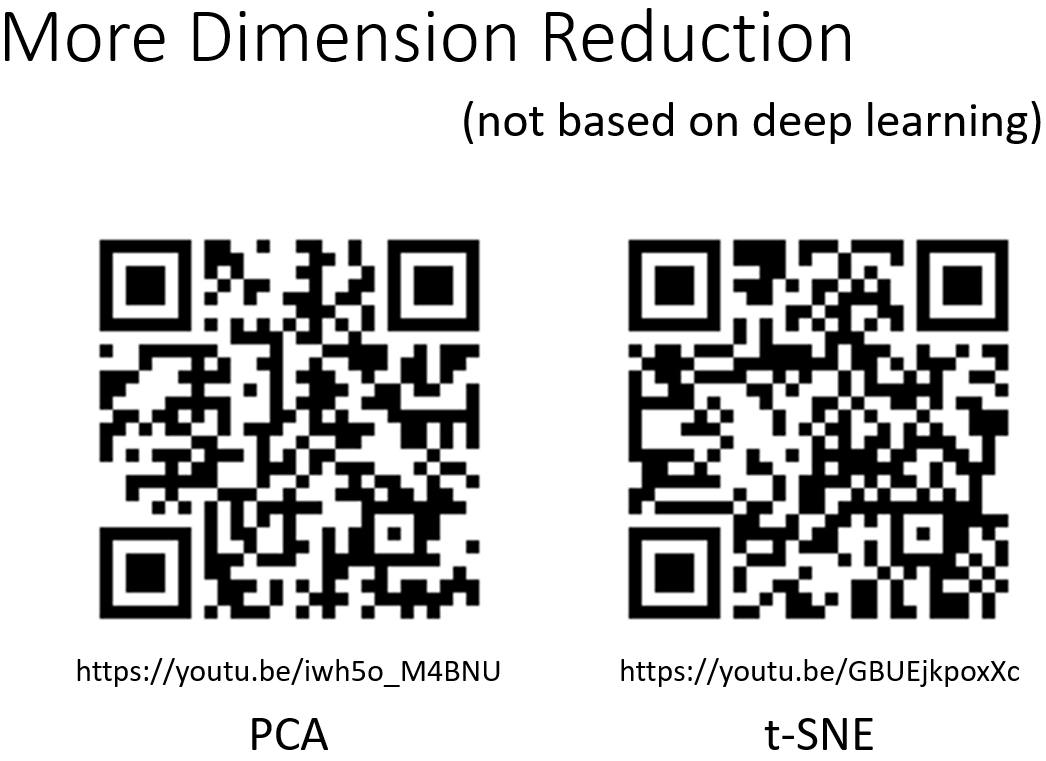 More Dimension Reduction
(not based on deep learning)
https://youtu.be/iwh5o_M4BNU
https://youtu.be/GBUEjkpoxXc
PCA
t-SNE